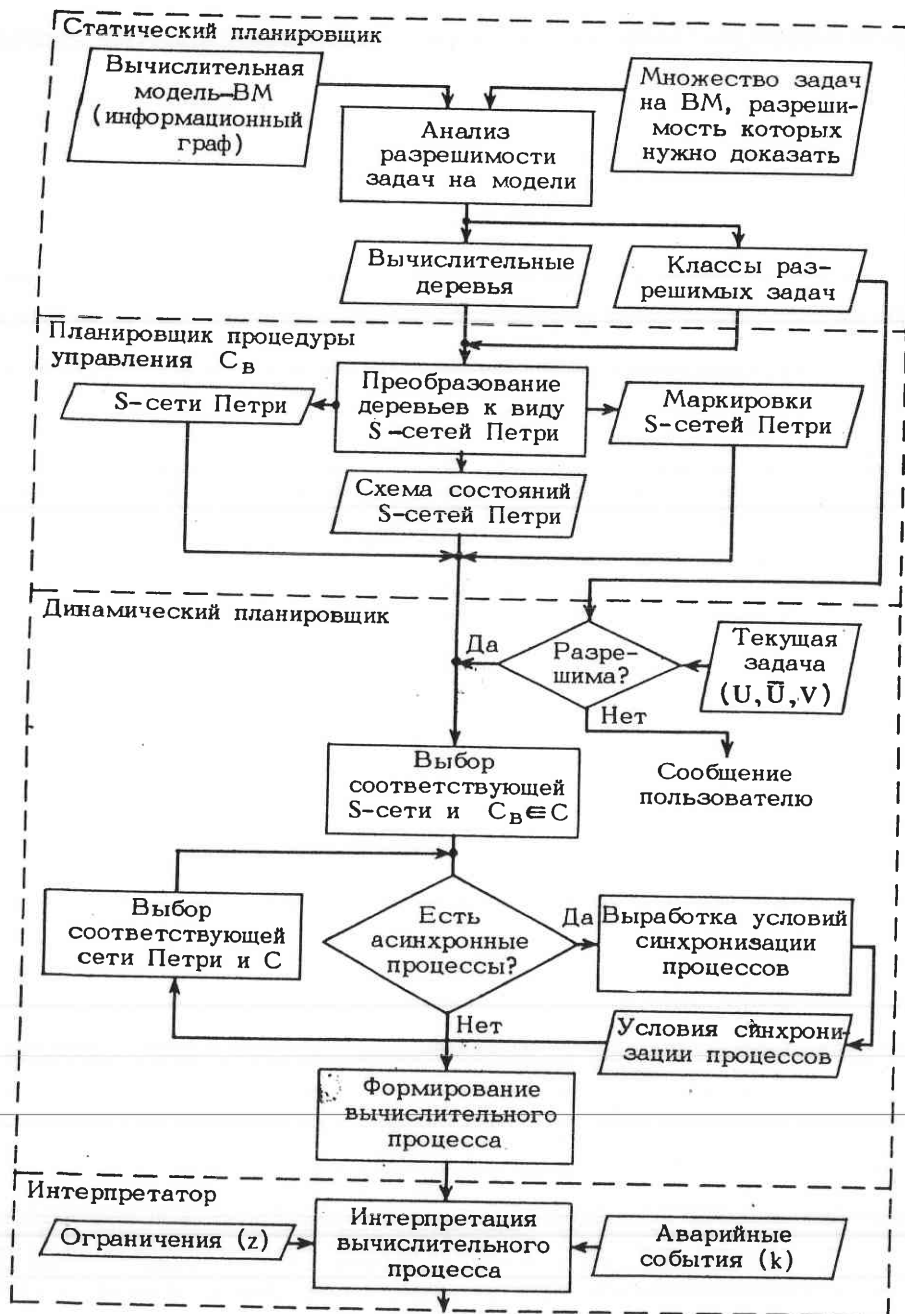 Статический планировщик
Вычислительная
модель-ВМ
(информационный
граф)
Множество задач
на ВМ, разреши-
мость которых
нужно доказать
Анализ
разрешимости
задач на модели
Вычислительные
деревья
Классы раз-
решимых задач
Планировщик процедуры
управления C_B
S-сети Петри
Преобразование
деревьев к виду
S-сетей Петри
Маркировки
S-сетей Петри
Схема состояний
S-сетей Петри
Динамический планировщик
Да
Разре-
шима?
Текущая
задача
(U, U̅, V)
Нет
Сообщение
пользователю
Выбор
соответствующей
S-сети и C_B∈C
Выбор
соответствующей
сети Петри и C
Есть
асинхронные
процессы?
Да
Выработка условий
синхронизации
процессов
Нет
Условия синхрони-
зации процессов
Формирование
вычислительного
процесса
Интерпретатор
Ограничения (z)
Интерпретация
вычислительного
процесса
Аварийные
события (k)